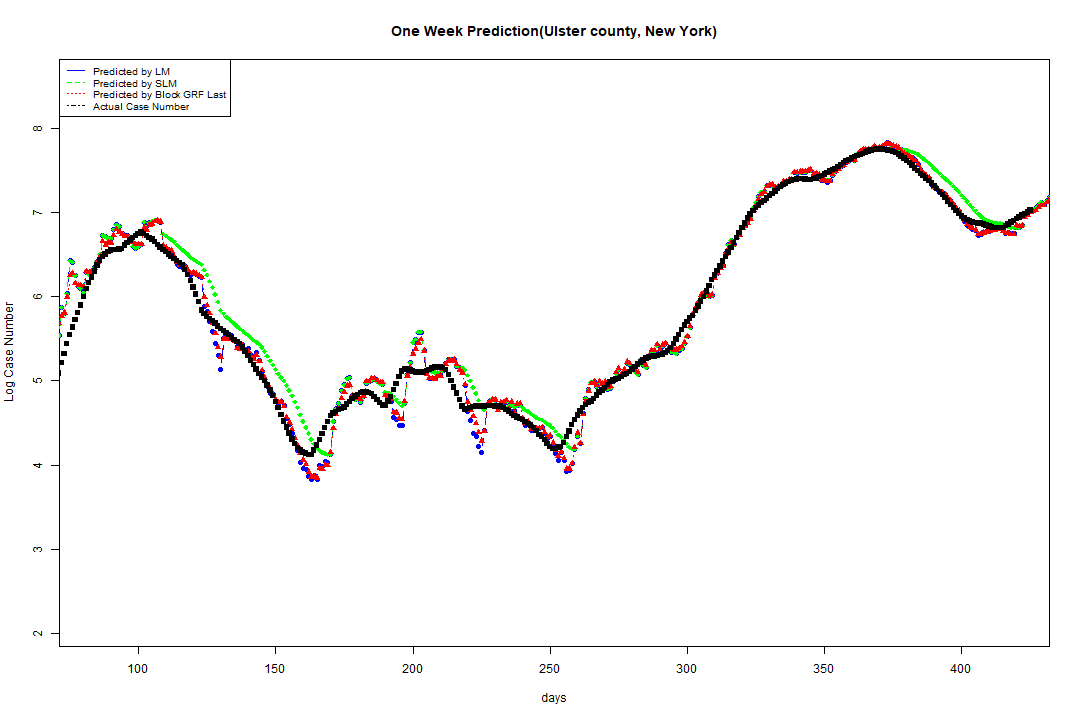 One Week Prediction(Ulster county, New York)
Predicted by LM
Predicted by SLM
Predicted by Block GRF Last
Actual Case Number
Log Case Number
8
7
6
5
4
3
2
100 150 200 250 300 350 400
days